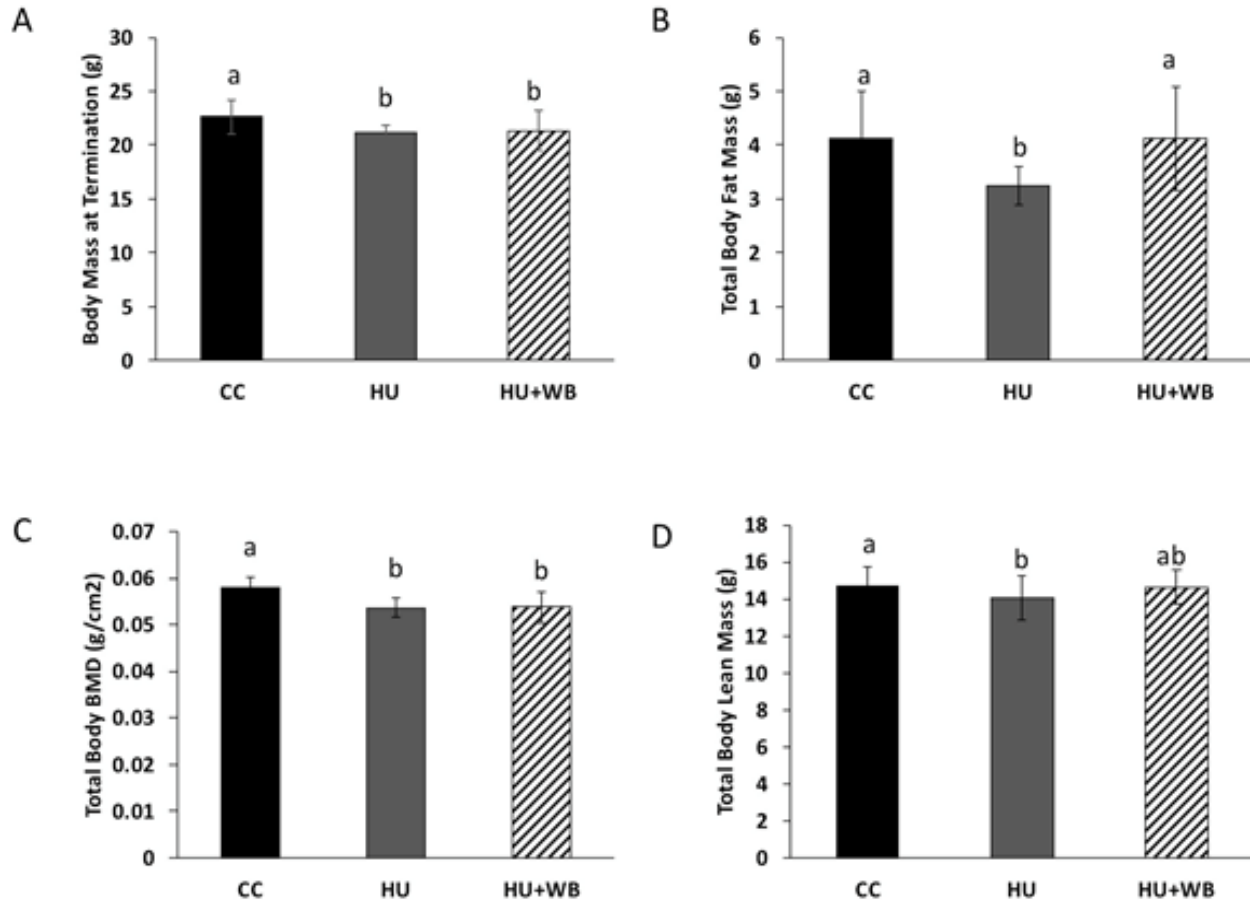 A
Body Mass at Termination (g)
30
25
20
15
10
5
0
a
b
b
CC
HU
HU+WB
B
Total Body Fat Mass (g)
6
5
4
3
2
1
0
a
b
a
CC
HU
HU+WB
C
Total Body BMD (g/cm2)
0.07
0.06
0.05
0.04
0.03
0.02
0.01
0
a
b
b
CC
HU
HU+WB
D
Total Body Lean Mass (g)
18
16
14
12
10
8
6
4
2
0
a
b
ab
CC
HU
HU+WB